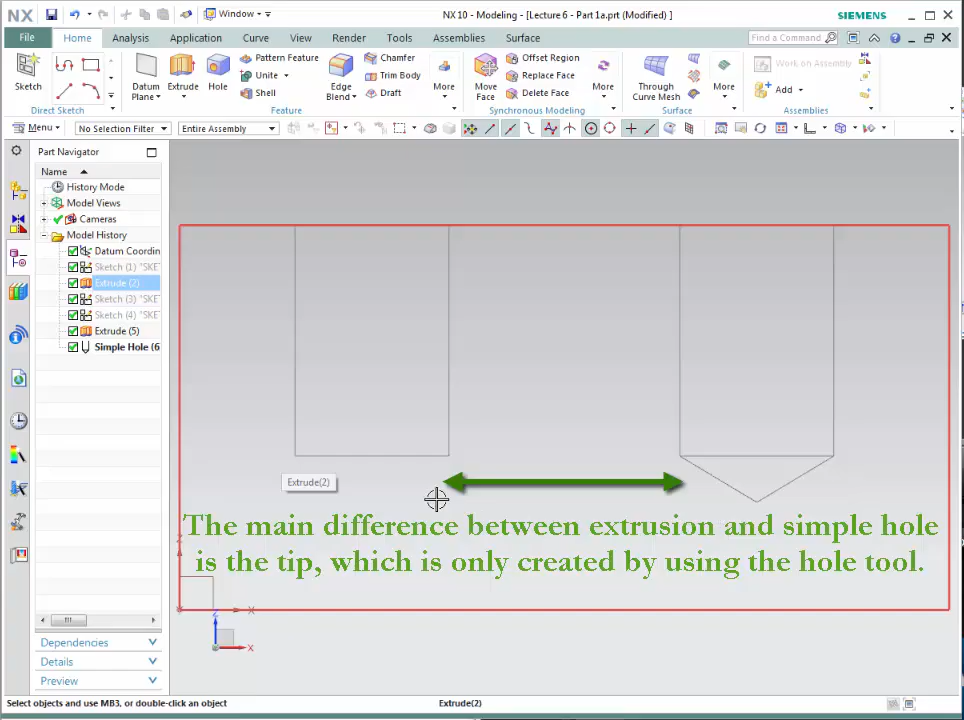 NX Window NX 10 - Modeling - [Lecture 6 - Part 1a.prt (Modified) ] SIEMENS
File Home Analysis Application Curve View Render Tools Assemblies Surface Find a Command
Sketch Datum Plane Extrude Hole Pattern Feature Unite Shell Edge Blend Chamfer Trim Body Draft More Move Face Offset Region Replace Face Delete Face More Through Curve Mesh More Work on Assembly Add
Direct Sketch Feature Synchronous Modeling Surface Assemblies
Menu No Selection Filter Entire Assembly
Part Navigator
Name
History Mode
Model Views
Cameras
Model History
Datum Coordin
Sketch (1) "SKE
Extrude (2)
Sketch (3) "SKE
Sketch (4) "SKE
Extrude (5)
Simple Hole (6
Extrude(2)
The main difference between extrusion and simple hole
is the tip, which is only created by using the hole tool.
Z
X
Z
X
Dependencies
Details
Preview
Select objects and use MB3, or double-click an object Extrude(2)